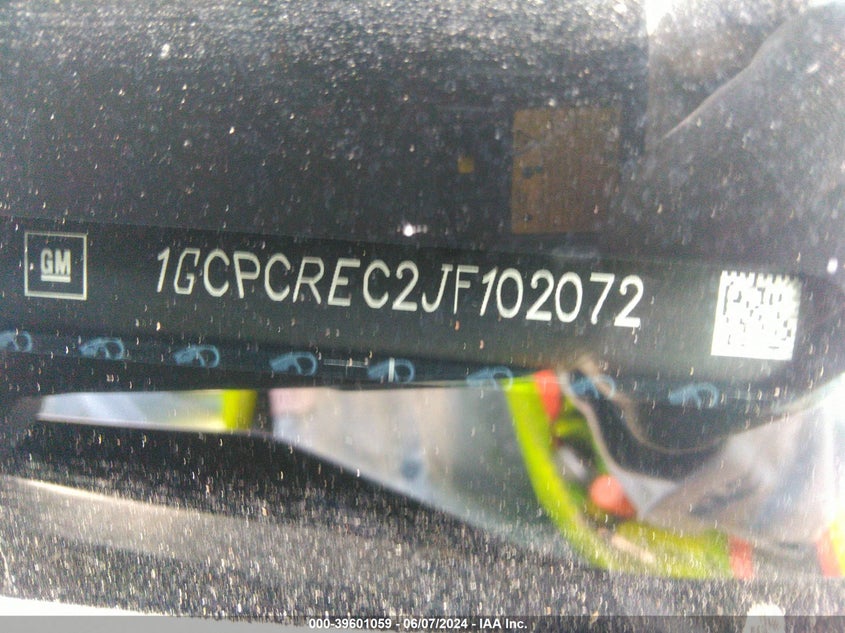 GM
1GCPCREC2JF102072
000-39601059 - 06/07/2024 - IAA Inc.